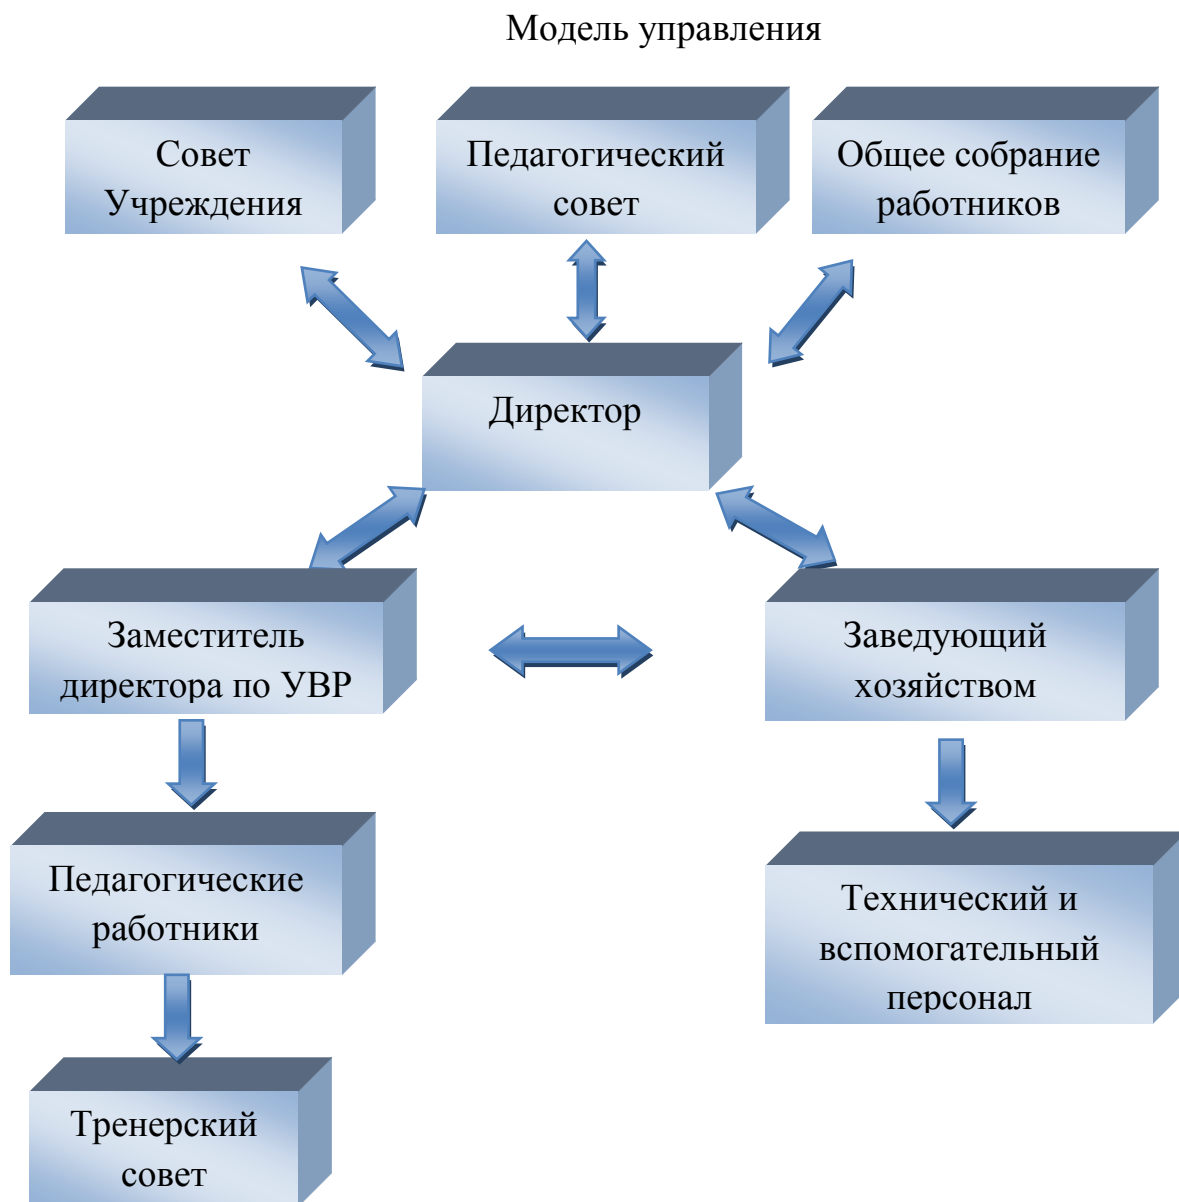 Модель управления
Совет
Учреждения
Педагогический
совет
Общее собрание
работников
Директор
Заместитель
директора по УВР
Заведующий
хозяйством
Педагогические
работники
Технический и
вспомогательный
персонал
Тренерский
совет